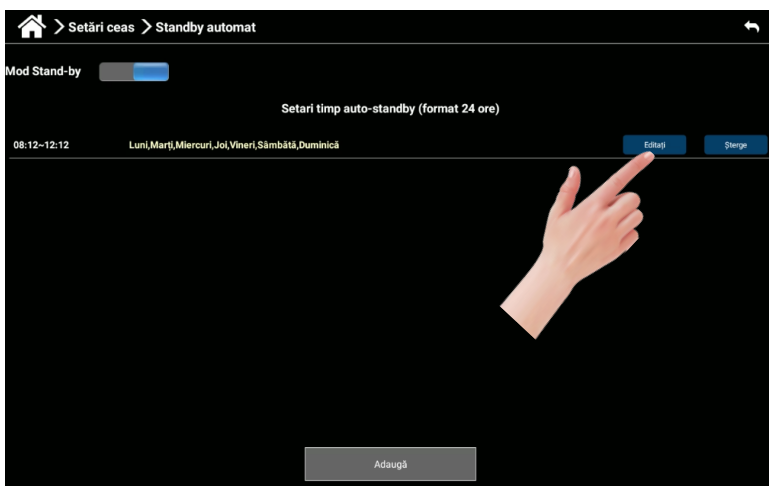 Setări ceas Standby automat
Mod Stand-by
Setari timp auto-standby (format 24 ore)
08:12~12:12 Luni,Marți,Miercuri,Joi,Vineri,Sâmbătă,Duminică Editați Șterge
Adaugă